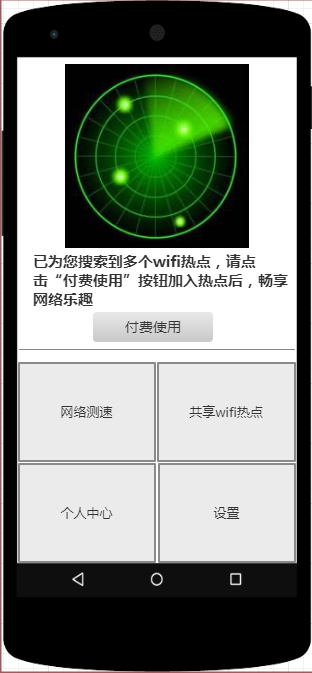 已为您搜索到多个wifi热点，请点
击“付费使用”按钮加入热点后，畅享
网络乐趣
付费使用
网络测速
共享wifi热点
个人中心
设置